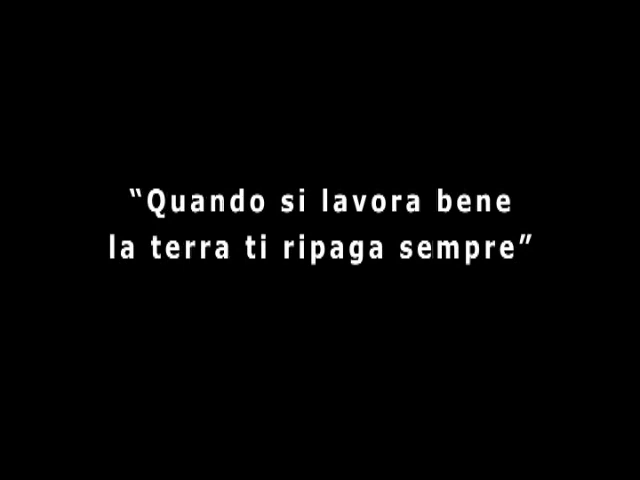 “Quando si lavora bene
la terra ti ripaga sempre”